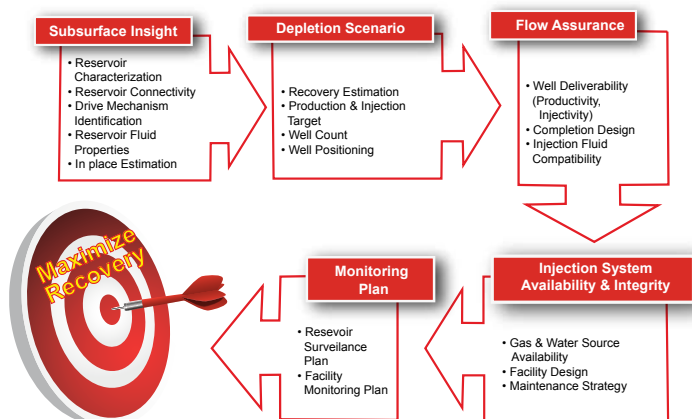 Subsurface Insight
• Reservoir
Characterization
• Reservoir Connectivity
• Drive Mechanism
Identification
• Reservoir Fluid
Properties
• In place Estimation
Depletion Scenario
• Recovery Estimation
• Production & Injection
Target
• Well Count
• Well Positioning
Flow Assurance
• Well Deliverability
(Productivity,
Injectivity)
• Completion Design
• Injection Fluid
Compatibility
Injection System
Availability & Integrity
• Gas & Water Source
Availability
• Facility Design
• Maintenance Strategy
Monitoring
Plan
• Resevoir
Surveilance
Plan
• Facility
Monitoring Plan
Maximize
Recovery